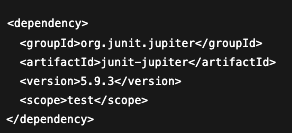 <dependency>
  <groupId>org.junit.jupiter</groupId>
  <artifactId>junit-jupiter</artifactId>
  <version>5.9.3</version>
  <scope>test</scope>
</dependency>